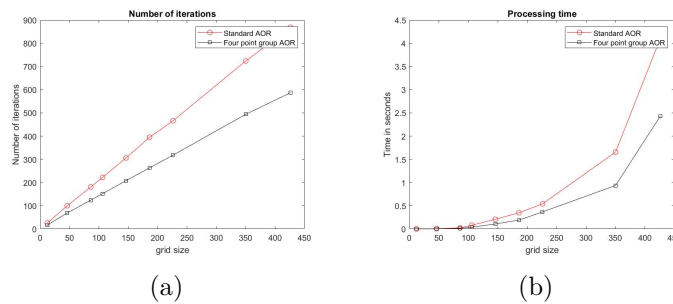 Number of iterations
Standard AOR
Four point group AOR
Number of iterations
900
800
700
600
500
400
300
200
100
0
0 50 100 150 200 250 300 350 400 450
grid size
(a)
Processing time
Standard AOR
Four point group AOR
Time in seconds
4.5
4
3.5
3
2.5
2
1.5
1
0.5
0
0 50 100 150 200 250 300 350 400
grid size
(b)